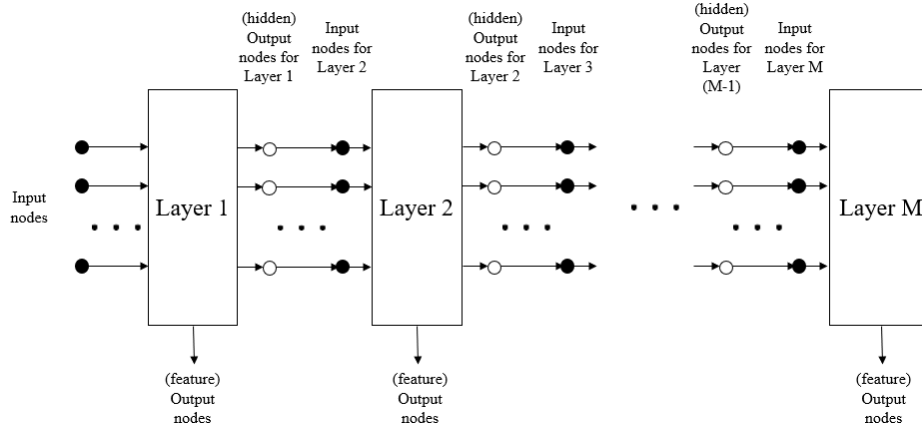 (hidden)
Output
nodes for
Layer 1
Input
nodes for
Layer 2
(hidden)
Output
nodes for
Layer 2
Input
nodes for
Layer 3
(hidden)
Output
nodes for
Layer
(M-1)
Input
nodes for
Layer M
Input
nodes
Layer 1
Layer 2
Layer M
(feature)
Output
nodes
(feature)
Output
nodes
(feature)
Output
nodes